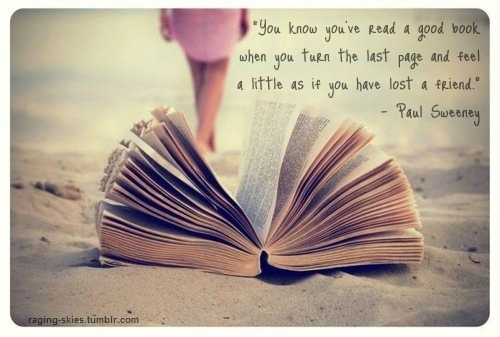 "You know you've read a good book
when you turn the last page and feel
a little as if you have lost a friend."
- Paul Sweeney
raging-skies.tumblr.com